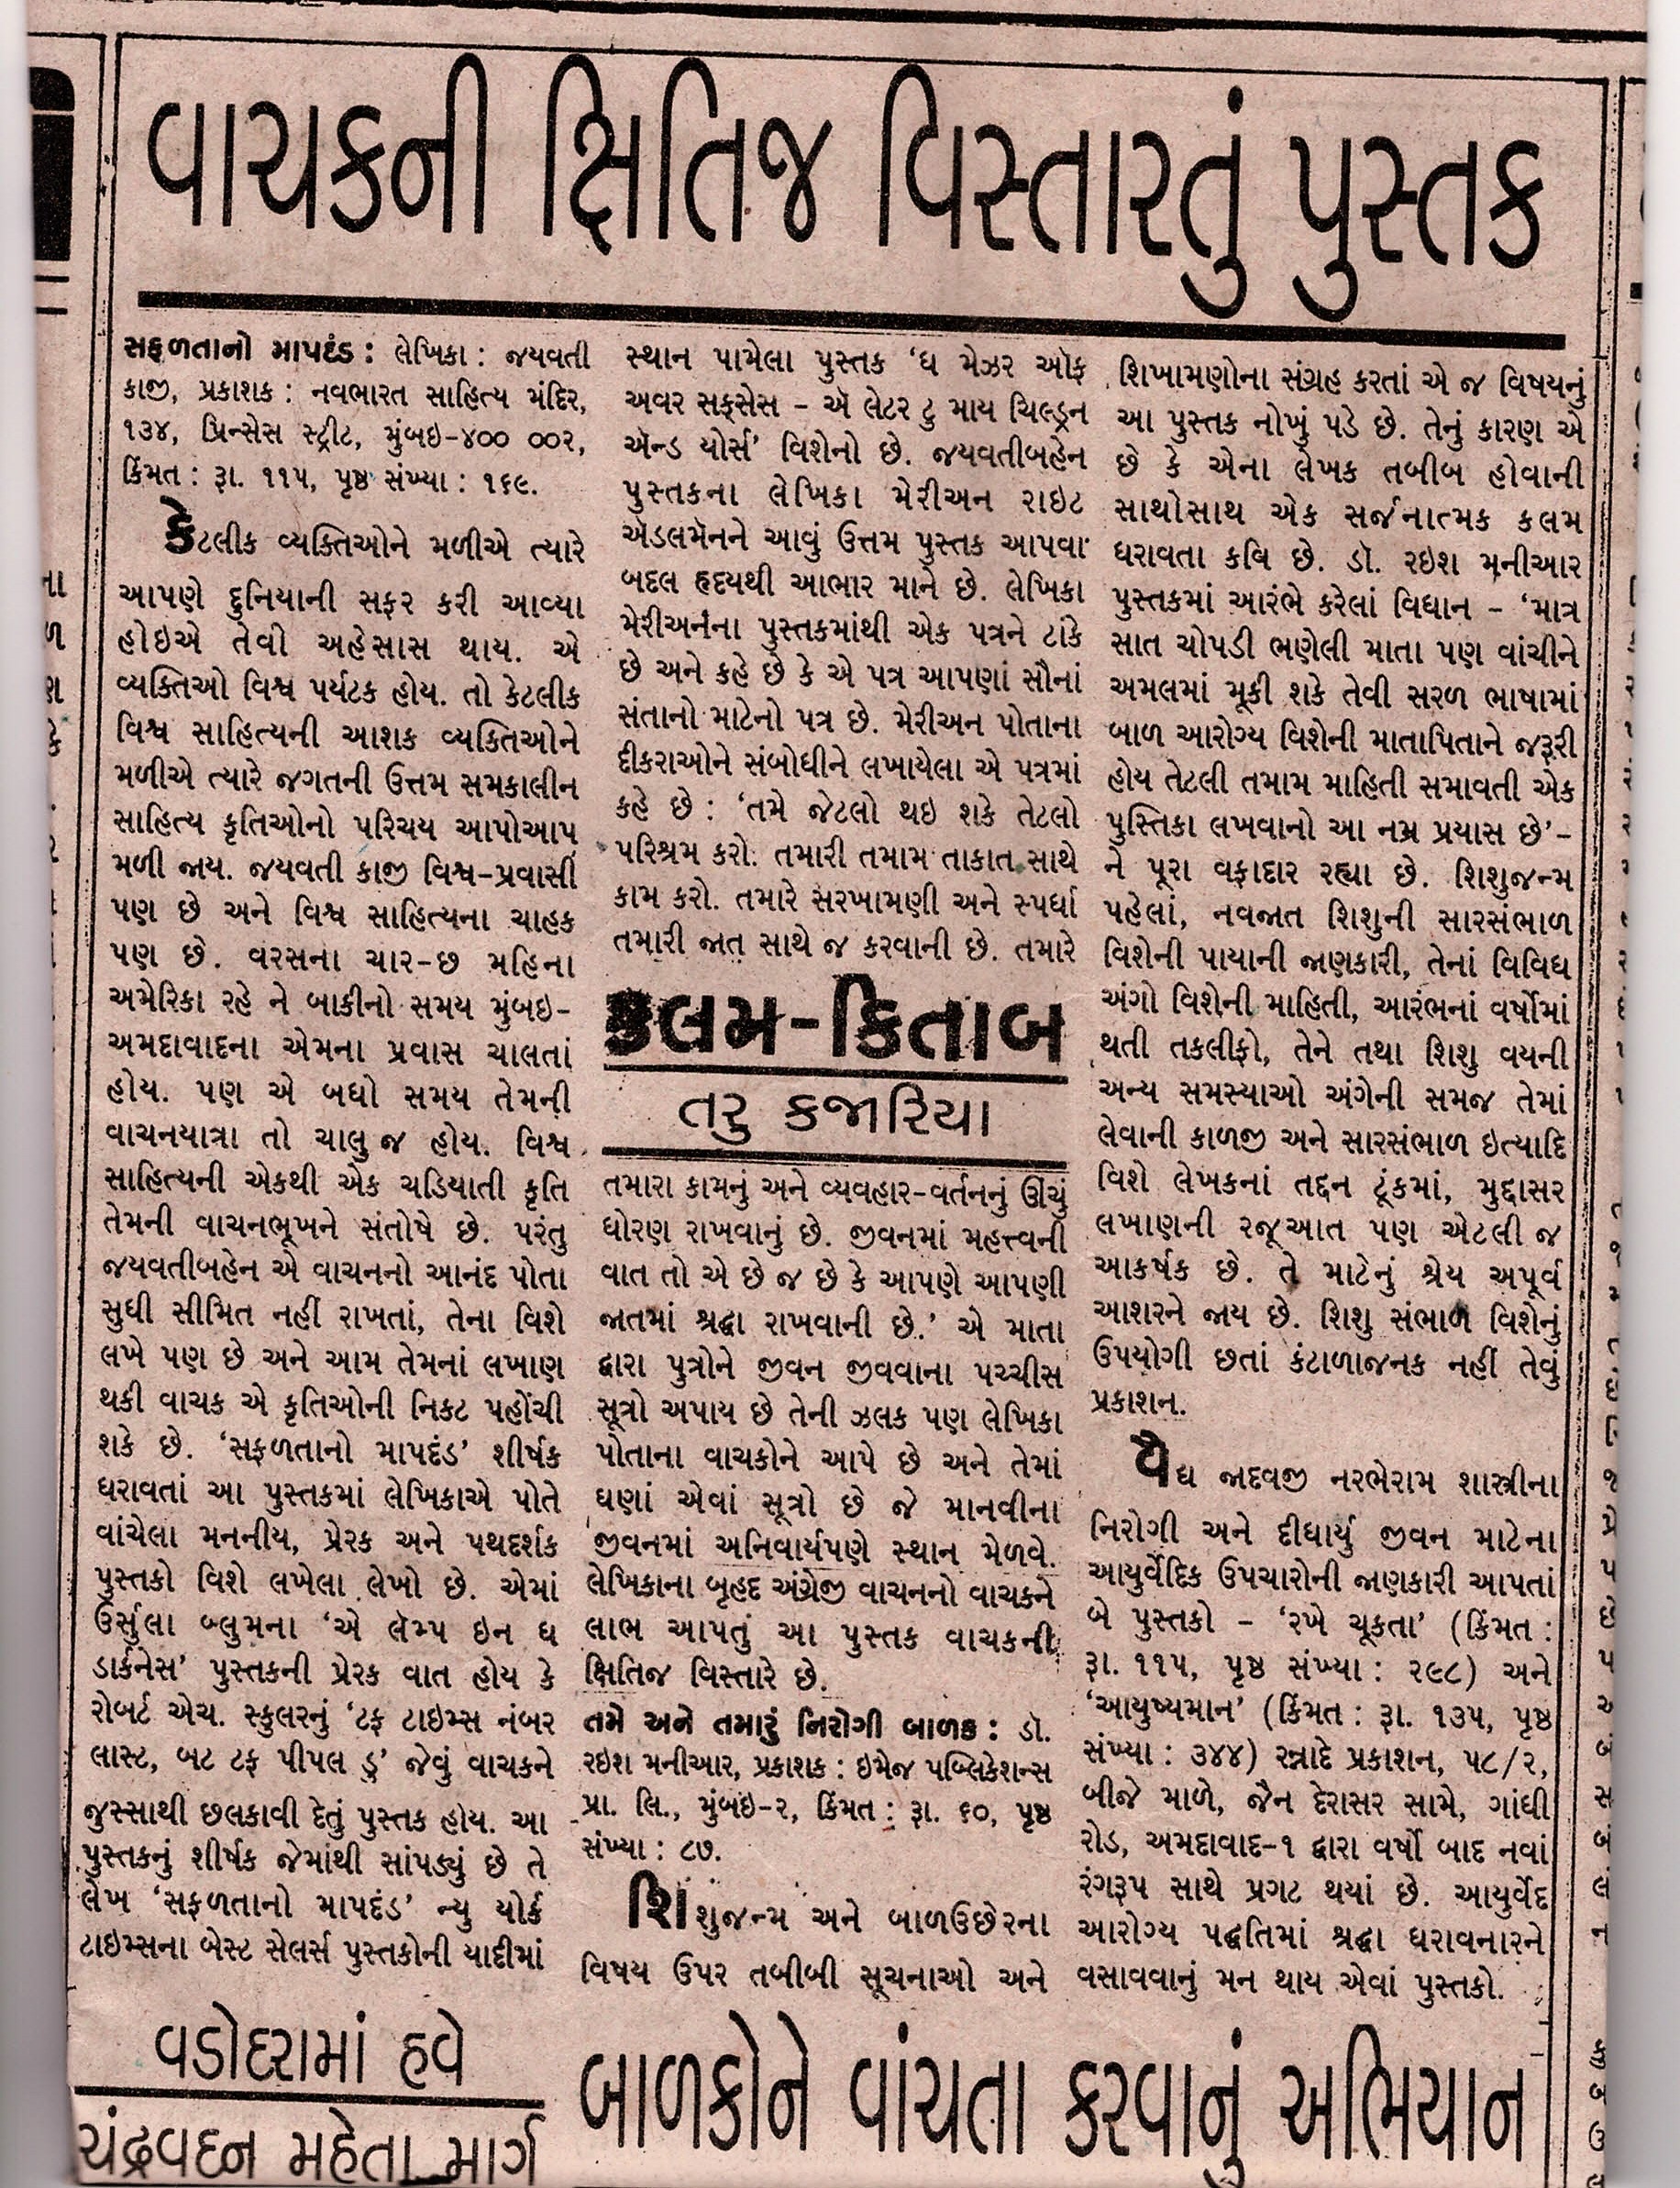 વાચકની ક્ષિતિજ વિસ્તારતું પુસ્તક
સફળતાનો માપદંડ : લેખિકા : જયવતી
કાજી, પ્રકાશક : નવભારત સાહિત્ય મંદિર,
૧૩૪, પ્રિન્સેસ સ્ટ્રીટ, મુંબઇ-૪૦૦ ૦૦૨,
કિંમત : રૂા. ૧૧૫, પૃષ્ઠ સંખ્યા : ૧૬૯.
કેટલીક વ્યક્તિઓને મળીએ ત્યારે
આપણે દુનિયાની સફર કરી આવ્યા
હોઇએ તેવો અહેસાસ થાય. એ
વ્યક્તિઓ વિશ્વ પર્યટક હોય. તો કેટલીક
વિશ્વ સાહિત્યની આશક વ્યક્તિઓને
મળીએ ત્યારે જગતની ઉત્તમ સમકાલીન
સાહિત્ય કૃતિઓનો પરિચય આપોઆપ
મળી જાય. જયવતી કાજી વિશ્વ-પ્રવાસી
પણ છે અને વિશ્વ સાહિત્યના ચાહક
પણ છે. વરસના ચાર-છ મહિના
અમેરિકા રહે ને બાકીનો સમય મુંબઇ-
અમદાવાદના એમના પ્રવાસ ચાલતાં
હોય. પણ એ બધો સમય તેમની
વાચનયાત્રા તો ચાલુ જ હોય. વિશ્વ
સાહિત્યની એકથી એક ચડિયાતી કૃતિ
તેમની વાચનભૂખને સંતોષે છે. પરંતુ
જયવતીબહેન એ વાચનનો આનંદ પોતા
સુધી સીમિત નહીં રાખતાં, તેના વિશે
લખે પણ છે અને આમ તેમનાં લખાણ
થકી વાચક એ કૃતિઓની નિકટ પહોંચી
શકે છે. ‘સફળતાનો માપદંડ’ શીર્ષક
ધરાવતાં આ પુસ્તકમાં લેખિકાએ પોતે
વાંચેલા મનનીય, પ્રેરક અને પથદર્શક
પુસ્તકો વિશે લખેલા લેખો છે. એમાં
ઉર્સુલા બ્લુમના ‘એ લૅમ્પ ઇન ધ
ડાર્કનેસ’ પુસ્તકની પ્રેરક વાત હોય કે
રોબર્ટ એચ. સ્કુલરનું ‘ટફ ટાઇમ્સ નંબર
લાસ્ટ, બટ ટફ પીપલ ડુ’ જેવું વાચકને
જુસ્સાથી છલકાવી દેતું પુસ્તક હોય. આ
પુસ્તકનું શીર્ષક જેમાંથી સાંપડ્યું છે તે
લેખ ‘સફળતાનો માપદંડ’ ન્યુ યોર્ક
ટાઇમ્સના બેસ્ટ સેલર્સ પુસ્તકોની યાદીમાં
સ્થાન પામેલા પુસ્તક ‘ધ મેઝર ઑફ
અવર સક્સેસ - ઍ લેટર ટુ માય ચિલ્ડ્રન
ઍન્ડ યોર્સ’ વિશેનો છે. જયવતીબહેન
પુસ્તકના લેખિકા મેરીઅન રાઇટ
ઍડલમૅનને આવું ઉત્તમ પુસ્તક આપવા
બદલ હૃદયથી આભાર માને છે. લેખિકા
મેરીઅનના પુસ્તકમાંથી એક પત્રને ટાંકે
છે અને કહે છે કે એ પત્ર આપણાં સૌનાં
સંતાનો માટેનો પત્ર છે. મેરીઅન પોતાના
દીકરાઓને સંબોધીને લખાયેલા એ પત્રમાં
કહે છે : ‘તમે જેટલો થઇ શકે તેટલો
પરિશ્રમ કરો. તમારી તમામ તાકાત સાથે
કામ કરો. તમારે સરખામણી અને સ્પર્ધા
તમારી જાત સાથે જ કરવાની છે. તમારે
કલમ-કિતાબ
તરુ કજારિયા
તમારા કામનું અને વ્યવહાર-વર્તનનું ઊંચું
ધોરણ રાખવાનું છે. જીવનમાં મહત્ત્વની
વાત તો એ છે જ છે કે આપણે આપણી
જાતમાં શ્રદ્ધા રાખવાની છે.’ એ માતા
દ્વારા પુત્રોને જીવન જીવવાના પચ્ચીસ
સૂત્રો અપાય છે તેની ઝલક પણ લેખિકા
પોતાના વાચકોને આપે છે અને તેમાં
ઘણાં એવાં સૂત્રો છે જે માનવીના
જીવનમાં અનિવાર્યપણે સ્થાન મેળવે.
લેખિકાના બૃહદ અંગ્રેજી વાચનનો વાચકને
લાભ આપતું આ પુસ્તક વાચકની
ક્ષિતિજ વિસ્તારે છે.
તમે અને તમારું નિરોગી બાળક : ડૉ.
રઇશ મનીઆર, પ્રકાશક : ઇમેજ પબ્લિકેશન્સ
પ્રા. લિ., મુંબઇ-૨, કિંમત : રૂા. ૬૦, પૃષ્ઠ
સંખ્યા : ૮૭.
શિશુજન્મ અને બાળઉછેરના
વિષય ઉપર તબીબી સૂચનાઓ અને
શિખામણોના સંગ્રહ કરતાં એ જ વિષયનું
આ પુસ્તક નોખું પડે છે. તેનું કારણ એ
છે કે એના લેખક તબીબ હોવાની
સાથોસાથ એક સર્જનાત્મક કલમ
ધરાવતા કવિ છે. ડૉ. રઇશ મનીઆર
પુસ્તકમાં આરંભે કરેલાં વિધાન - ‘માત્ર
સાત ચોપડી ભણેલી માતા પણ વાંચીને
અમલમાં મૂકી શકે તેવી સરળ ભાષામાં
બાળ આરોગ્ય વિશેની માતાપિતાને જરૂરી
હોય તેટલી તમામ માહિતી સમાવતી એક
પુસ્તિકા લખવાનો આ નમ્ર પ્રયાસ છે’-
ને પૂરા વફાદાર રહ્યા છે. શિશુજન્મ
પહેલાં, નવજાત શિશુની સારસંભાળ
વિશેની પાયાની જાણકારી, તેનાં વિવિધ
અંગો વિશેની માહિતી, આરંભનાં વર્ષોમાં
થતી તકલીફો, તેને તથા શિશુ વયની
અન્ય સમસ્યાઓ અંગેની સમજ તેમાં
લેવાની કાળજી અને સારસંભાળ ઇત્યાદિ
વિશે લેખકનાં તદ્દન ટૂંકમાં, મુદ્દાસર
લખાણની રજૂઆત પણ એટલી જ
આકર્ષક છે. તે માટેનું શ્રેય અપૂર્વ
આશરને જાય છે. શિશુ સંભાળ વિશેનું
ઉપયોગી છતાં કંટાળાજનક નહીં તેવું
પ્રકાશન.
વૈદ્ય જાદવજી નરભેરામ શાસ્ત્રીના
નિરોગી અને દીધાર્યુ જીવન માટેના
આયુર્વેદિક ઉપચારોની જાણકારી આપતાં
બે પુસ્તકો - ‘રખે ચૂકતા’ (કિંમત :
રૂા. ૧૧૫, પૃષ્ઠ સંખ્યા : ૨૯૮) અને
‘આયુષ્યમાન’ (કિંમત : રૂા. ૧૩૫, પૃષ્ઠ
સંખ્યા : ૩૪૪) રન્નાદે પ્રકાશન, ૫૮/૨,
બીજે માળે, જૈન દેરાસર સામે, ગાંધી
રોડ, અમદાવાદ-૧ દ્વારા વર્ષો બાદ નવાં
રંગરૂપ સાથે પ્રગટ થયાં છે. આયુર્વેદ
આરોગ્ય પદ્ધતિમાં શ્રદ્ધા ધરાવનારને
વસાવવાનું મન થાય એવાં પુસ્તકો.
વડોદરામાં હવે
ચંદ્રવદન મહેતા માર્ગ
બાળકોને વાંચતા કરવાનું અભિયાન